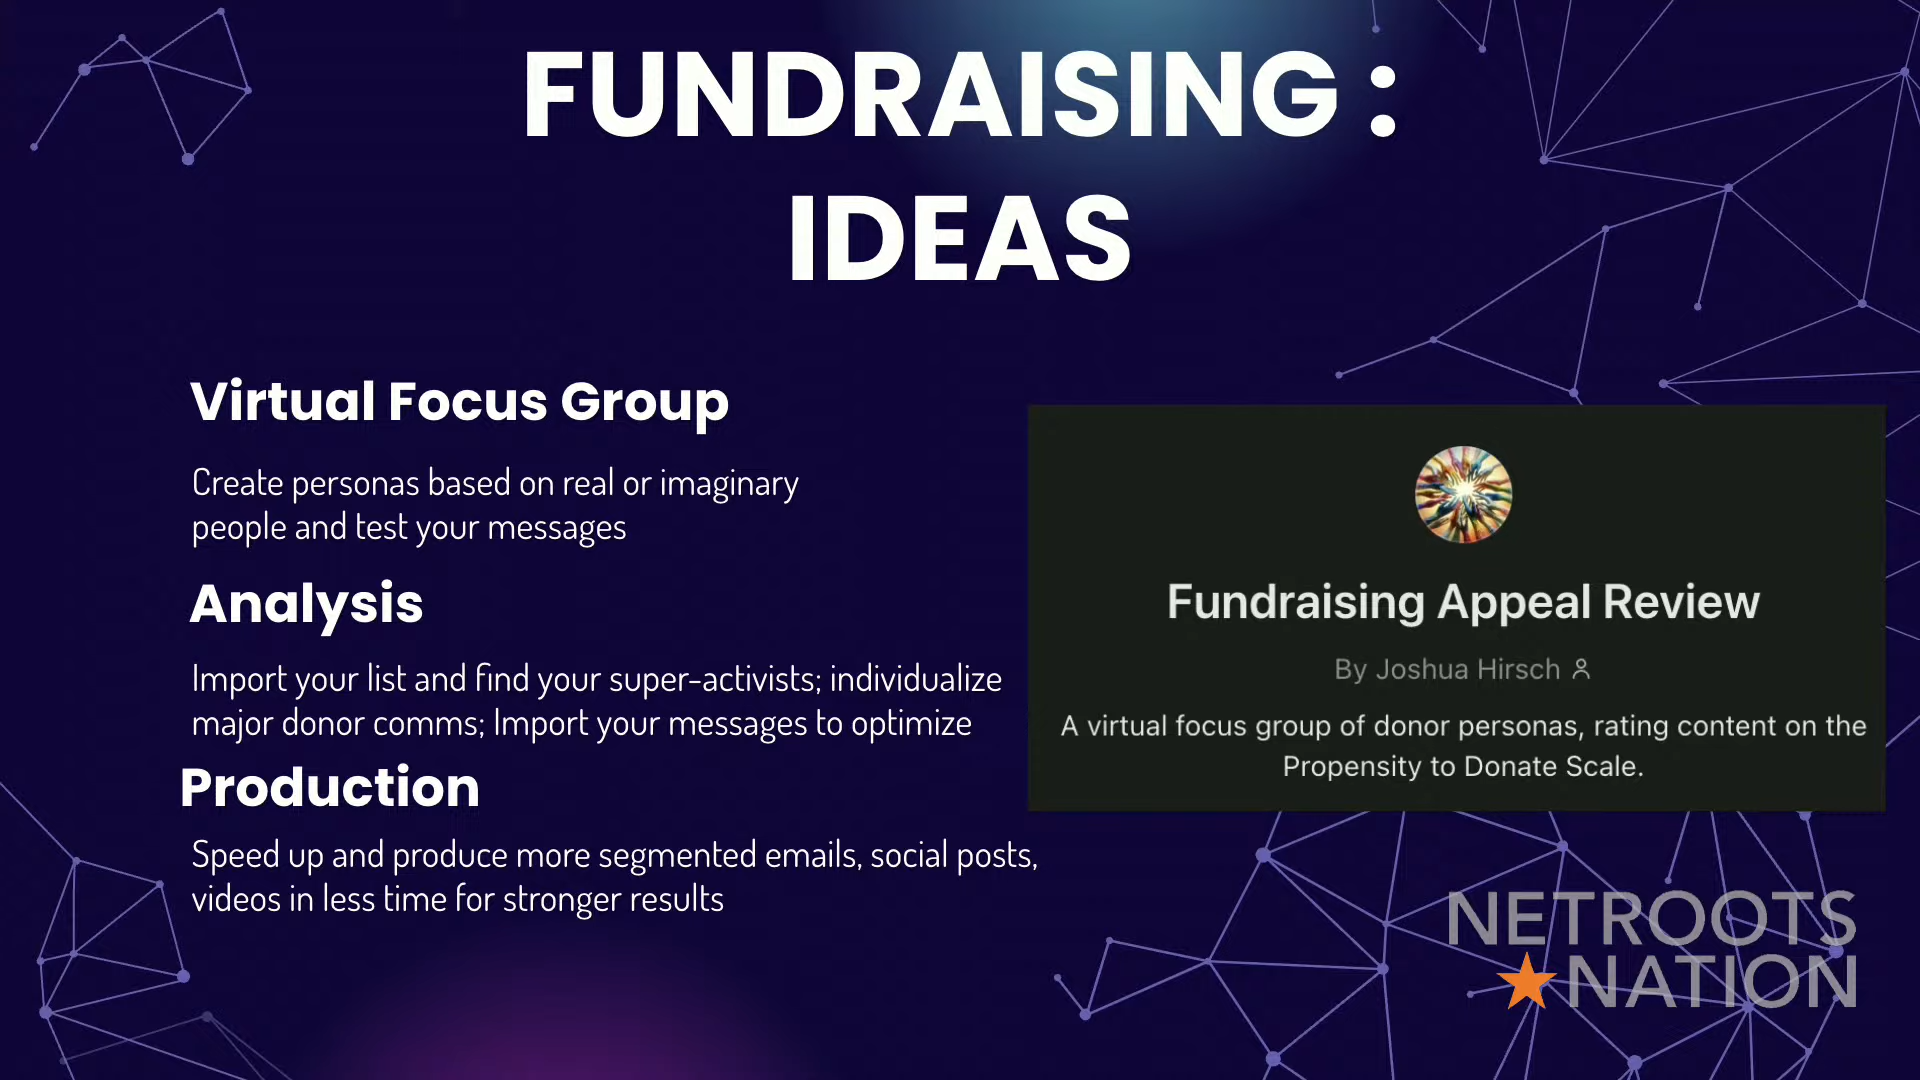 FUNDRAISING :
IDEAS
Virtual Focus Group
Create personas based on real or imaginary
people and test your messages
Analysis
Import your list and find your super-activists; individualize
major donor comms; Import your messages to optimize
Production
Speed up and produce more segmented emails, social posts,
videos in less time for stronger results
Fundraising Appeal Review
By Joshua Hirsch
A virtual focus group of donor personas, rating content on the
Propensity to Donate Scale.
NETROOTS
NATION